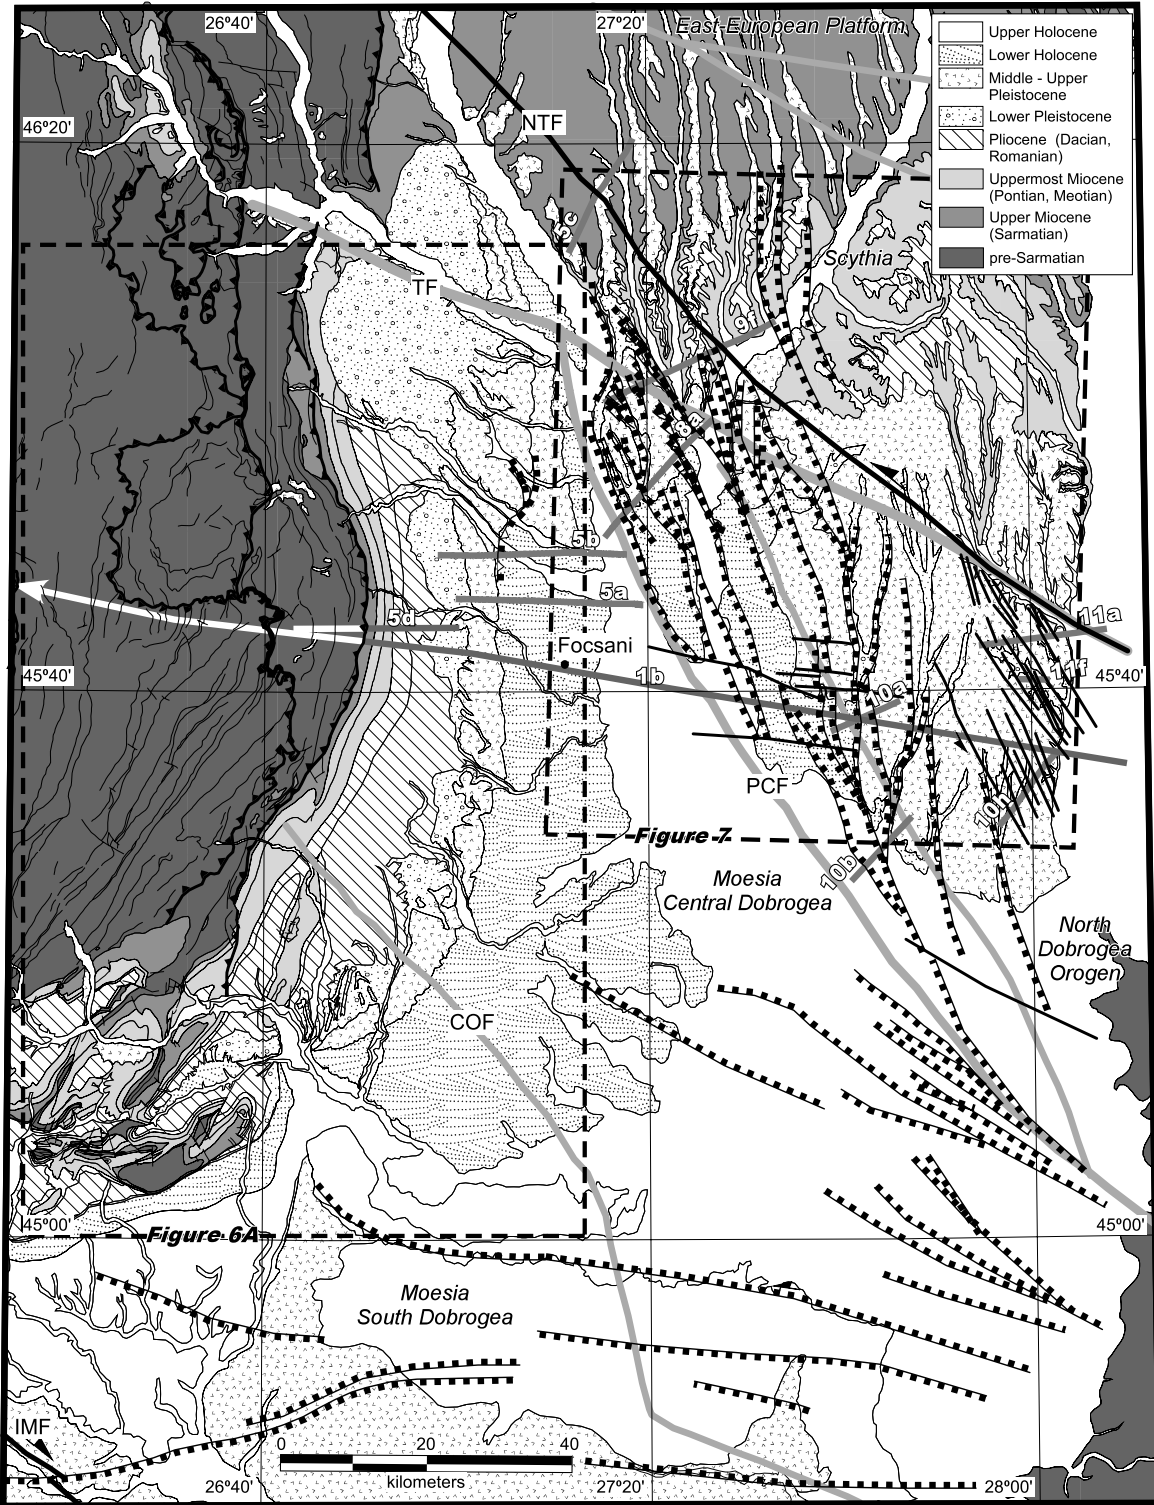 26º40'
27º20'
East-European Platform
Upper Holocene
Lower Holocene
Middle - Upper
Pleistocene
Lower Pleistocene
Pliocene (Dacian,
Romanian)
Uppermost Miocene
(Pontian, Meotian)
Upper Miocene
(Sarmatian)
pre-Sarmatian
46º20'
NTF
5c
Scythia
TF
9f
8a
5b
5a
5d
11a
Focsani
11f
45º40'
1b
45º40'
10a
PCF
10h
Figure 7
10b
Moesia
Central Dobrogea
North
Dobrogea
Orogen
COF
45º00'
45º00'
Figure 6A
Moesia
South Dobrogea
IMF
0
20
40
kilometers
26º40'
27º20'
28º00'